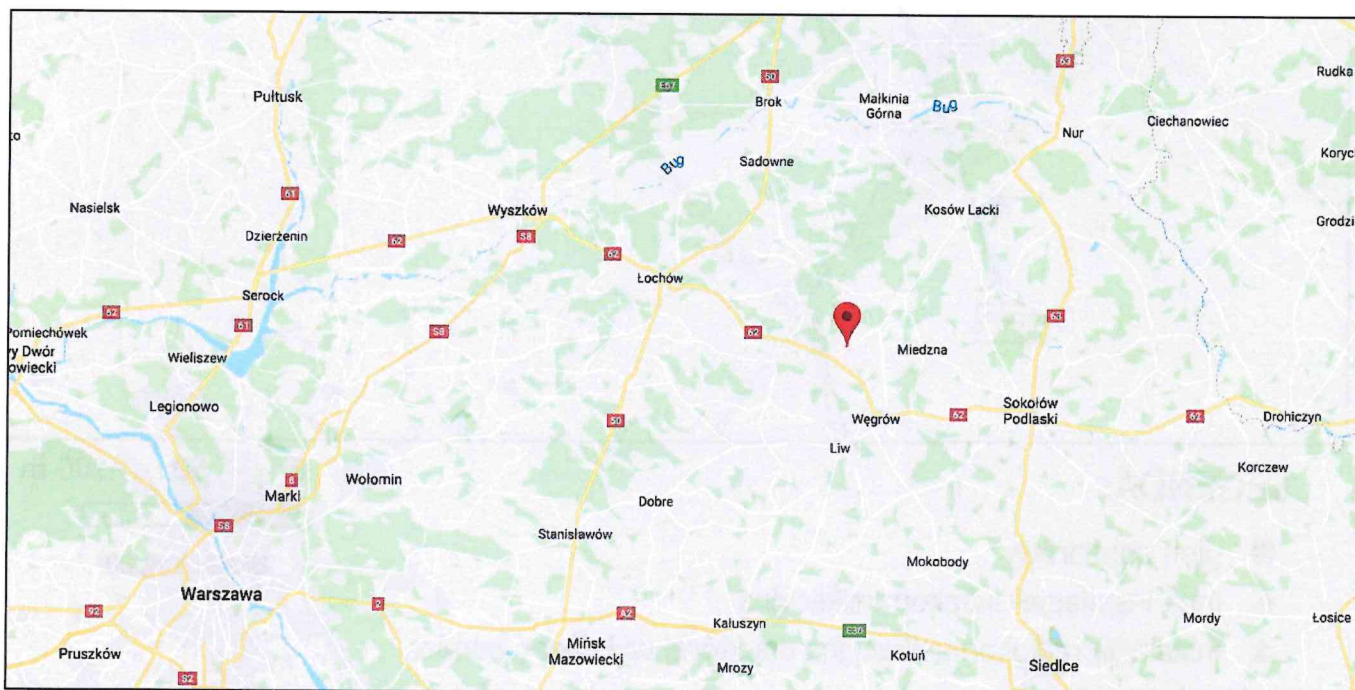 63
Rudka
E67
50
Pułtusk
Brok
Małkinia
Górna
Bug
Ciechanowiec
Nur
Bug
Sadowne
61
Nasielsk
Wyszków
Kosów Lacki
Dzierżenin
62
S8
62
Łochów
Serock
62
61
S8
62
63
Pomiechówek
Wieliszew
Miedzna
Legionowo
Sokołów
Podlaski
50
Węgrów
62
62
Drohiczyn
Liw
Korczew
8
Wołomin
Marki
Dobre
S8
Stanisławów
Mokobody
Warszawa
92
2
A2
Kałuszyn
E30
Mordy
Łosice
Pruszków
Mińsk
Mazowiecki
Mrozy
Kotuń
Siedlce
S2